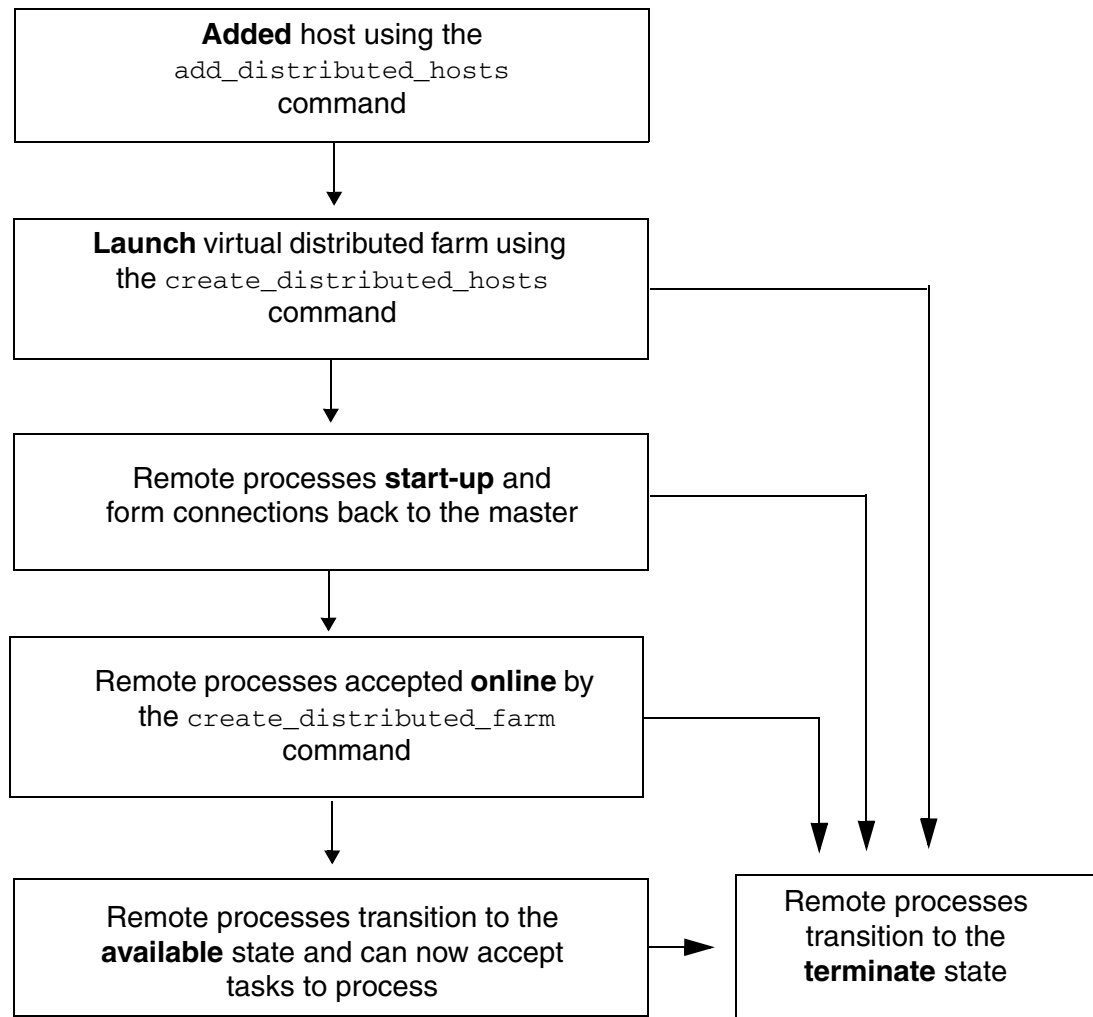 Added host using the
add_distributed_hosts
command
Launch virtual distributed farm using
the create_distributed_hosts
command
Remote processes start-up and
form connections back to the master
Remote processes accepted online by
the create_distributed_farm
command
Remote processes transition to the
available state and can now accept
tasks to process
Remote processes
transition to the
terminate state